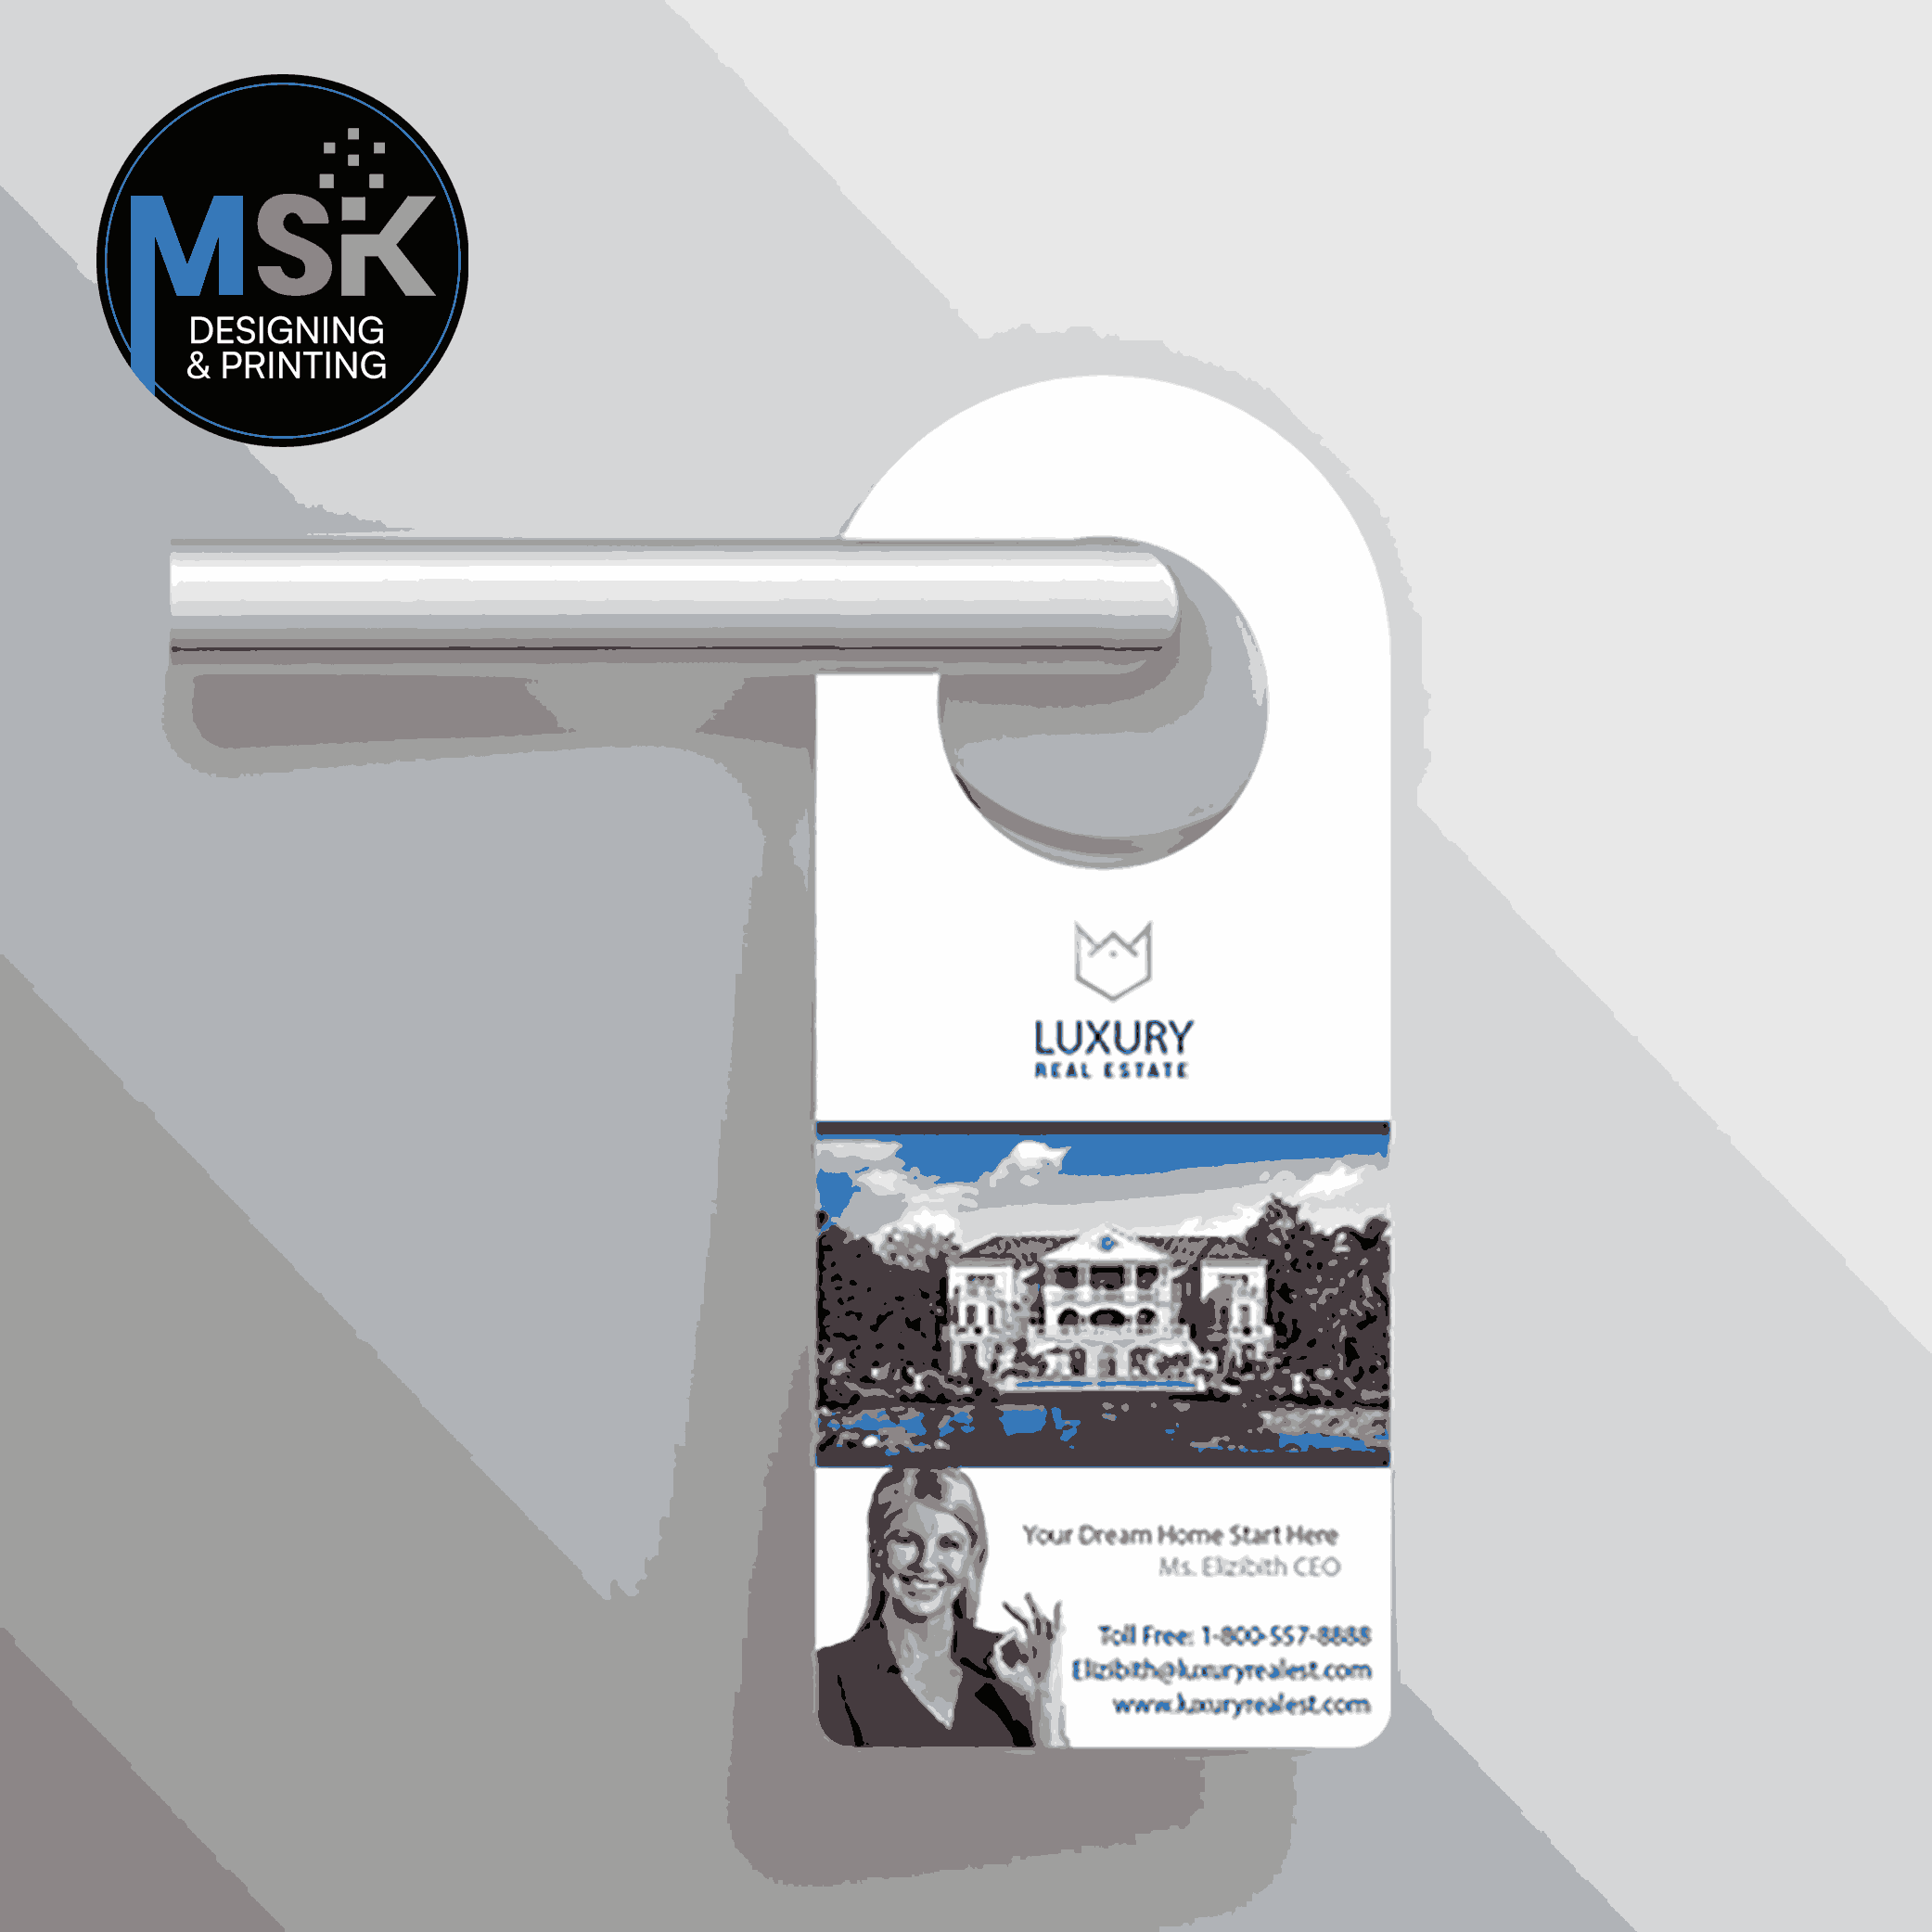 MSK
DESIGNING
& PRINTING
LUXURY
REAL ESTATE
Your Dream Home Start Here
Ms. Elizibith CEO
Toll Free: 1-800-557-8888
Elizibith@luxuryrealest.com
www.luxuryrealest.com